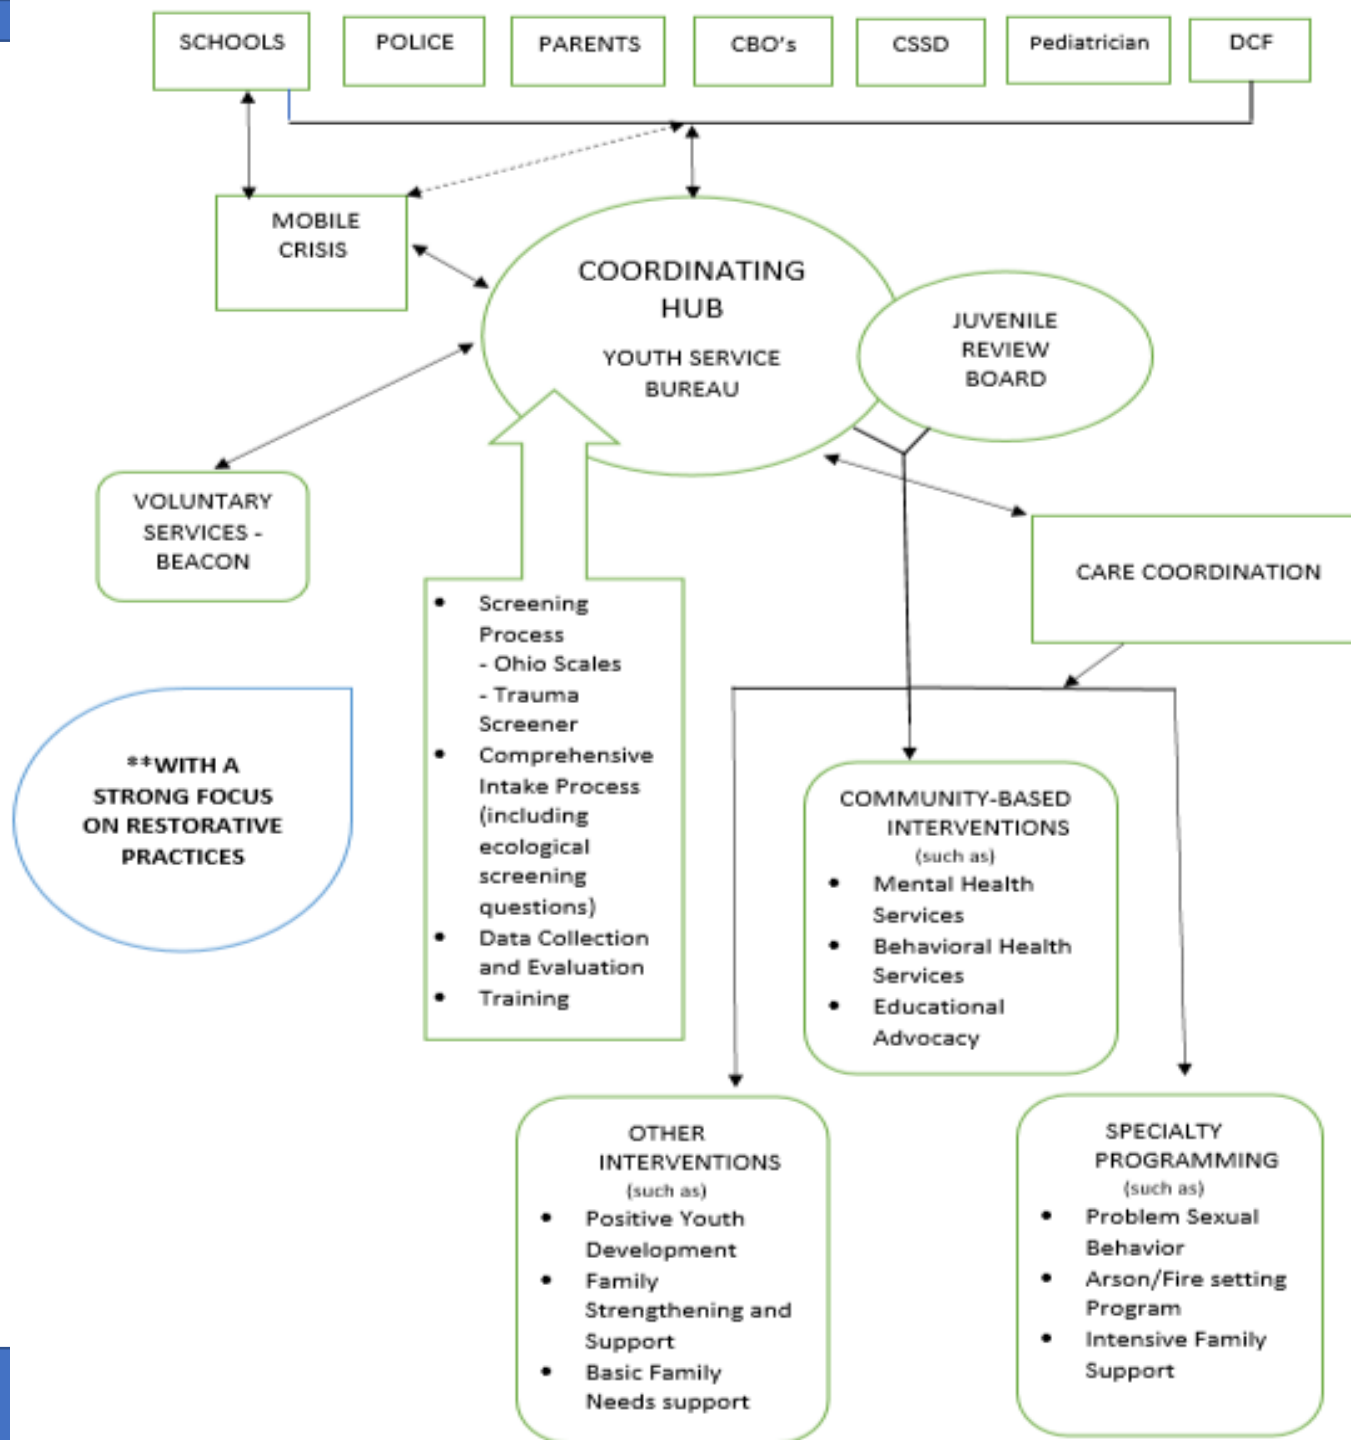 SCHOOLS
POLICE
PARENTS
CBO's
CSSD
Pediatrician
DCF
MOBILE
CRISIS
COORDINATING
HUB
YOUTH SERVICE
BUREAU
JUVENILE
REVIEW
BOARD
VOLUNTARY
SERVICES -
BEACON
CARE COORDINATION
• Screening
Process
- Ohio Scales
- Trauma
Screener
• Comprehensive
Intake Process
(including
ecological
screening
questions)
• Data Collection
and Evaluation
• Training
**WITH A
STRONG FOCUS
ON RESTORATIVE
PRACTICES
COMMUNITY-BASED
INTERVENTIONS
(such as)
• Mental Health
Services
• Behavioral Health
Services
• Educational
Advocacy
OTHER
INTERVENTIONS
(such as)
• Positive Youth
Development
• Family
Strengthening and
Support
• Basic Family
Needs support
SPECIALTY
PROGRAMMING
(such as)
• Problem Sexual
Behavior
• Arson/Fire setting
Program
• Intensive Family
Support